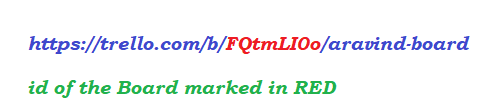 https://trello.com/b/FQtmLI0o/aravind-board
id of the Board marked in RED